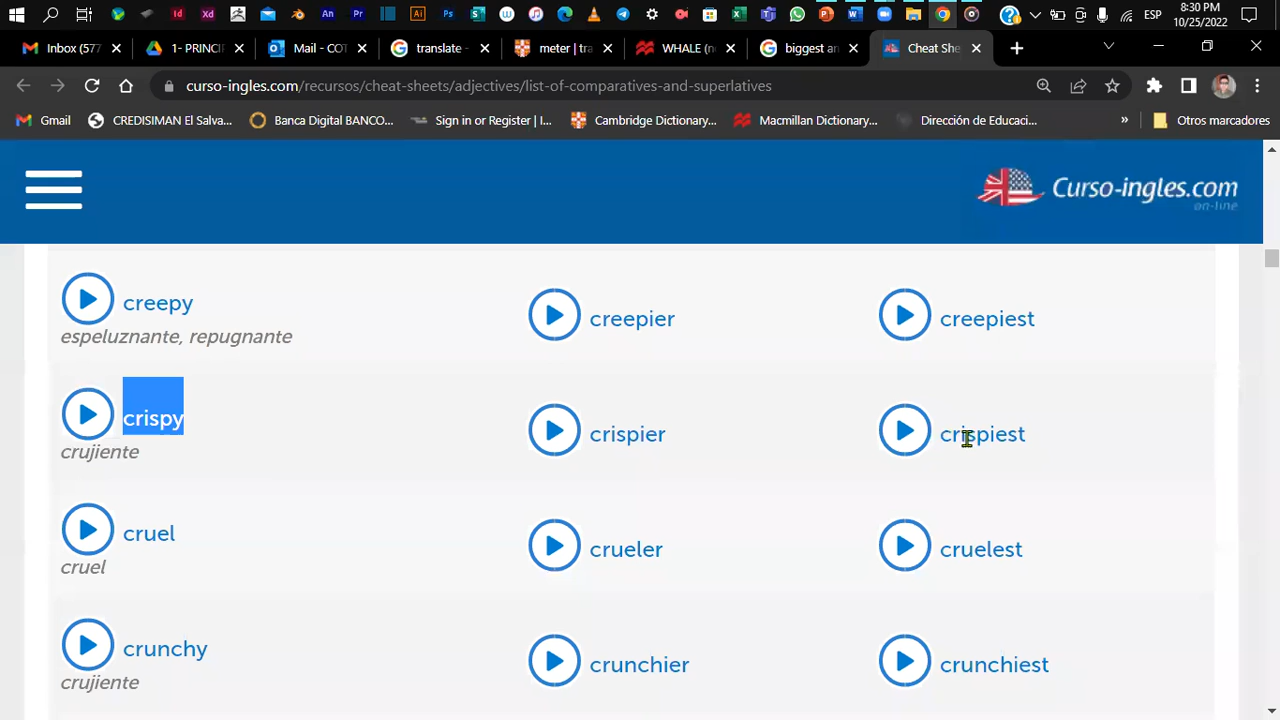 8:30 PM
ESP
10/25/2022
Inbox (577
1- PRINCI
Mail - COT
translate -
meter | tra
WHALE (n
biggest an
Cheat She
curso-ingles.com/recursos/cheat-sheets/adjectives/list-of-comparatives-and-superlatives
Gmail
CREDISIMAN El Salva...
Banca Digital BANCO...
Sign in or Register | I...
Cambridge Dictionary...
Macmillan Dictionary...
Dirección de Educaci...
»
Otros marcadores
Curso-ingles.com
on-line
creepy
creepier
creepiest
espeluznante, repugnante
crispy
crispier
crispiest
crujiente
cruel
crueler
cruelest
cruel
crunchy
crunchier
crunchiest
crujiente